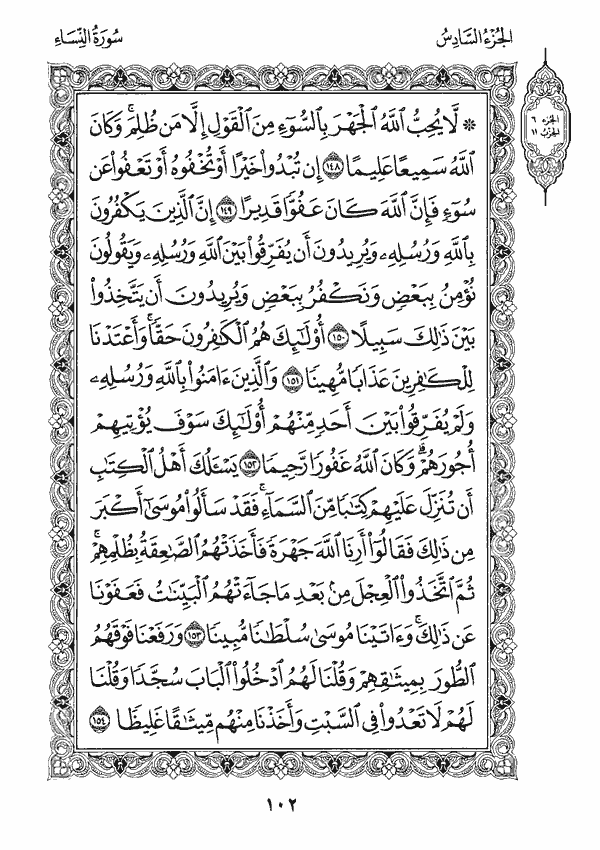 الجُزْءُ السَّادِسُ
سُورَةُ النِّسَاءِ
الجزء ٦
الحزب ١١
۞ لَّا يُحِبُّ ٱللَّهُ ٱلْجَهْرَ بِٱلسُّوٓءِ مِنَ ٱلْقَوْلِ إِلَّا مَن ظُلِمَۚ وَكَانَ
ٱللَّهُ سَمِيعًا عَلِيمًا ١٤٨ إِن تُبْدُوا۟ خَيْرًا أَوْ تُخْفُوهُ أَوْ تَعْفُوا۟ عَن
سُوٓءٍ فَإِنَّ ٱللَّهَ كَانَ عَفُوًّا قَدِيرًا ١٤٩ إِنَّ ٱلَّذِينَ يَكْفُرُونَ
بِٱللَّهِ وَرُسُلِهِۦ وَيُرِيدُونَ أَن يُفَرِّقُوا۟ بَيْنَ ٱللَّهِ وَرُسُلِهِۦ وَيَقُولُونَ
نُؤْمِنُ بِبَعْضٍ وَنَكْفُرُ بِبَعْضٍ وَيُرِيدُونَ أَن يَتَّخِذُوا۟
بَيْنَ ذَٰلِكَ سَبِيلًا ١٥٠ أُو۟لَٰٓئِكَ هُمُ ٱلْكَٰفِرُونَ حَقًّاۚ وَأَعْتَدْنَا
لِلْكَٰفِرِينَ عَذَابًا مُّهِينًا ١٥١ وَٱلَّذِينَ ءَامَنُوا۟ بِٱللَّهِ وَرُسُلِهِۦ
وَلَمْ يُفَرِّقُوا۟ بَيْنَ أَحَدٍ مِّنْهُمْ أُو۟لَٰٓئِكَ سَوْفَ يُؤْتِيهِمْ
أُجُورَهُمْۗ وَكَانَ ٱللَّهُ غَفُورًا رَّحِيمًا ١٥٢ يَسْـَٔلُكَ أَهْلُ ٱلْكِتَٰبِ
أَن تُنَزِّلَ عَلَيْهِمْ كِتَٰبًا مِّنَ ٱلسَّمَآءِۚ فَقَدْ سَأَلُوا۟ مُوسَىٰٓ أَكْبَرَ
مِن ذَٰلِكَ فَقَالُوٓا۟ أَرِنَا ٱللَّهَ جَهْرَةً فَأَخَذَتْهُمُ ٱلصَّٰعِقَةُ بِظُلْمِهِمْۚ
ثُمَّ ٱتَّخَذُوا۟ ٱلْعِجْلَ مِنۢ بَعْدِ مَا جَآءَتْهُمُ ٱلْبَيِّنَٰتُ فَعَفَوْنَا
عَن ذَٰلِكَۚ وَءَاتَيْنَا مُوسَىٰ سُلْطَٰنًا مُّبِينًا ١٥٣ وَرَفَعْنَا فَوْقَهُمُ
ٱلطُّورَ بِمِيثَٰقِهِمْ وَقُلْنَا لَهُمُ ٱدْخُلُوا۟ ٱلْبَابَ سُجَّدًا وَقُلْنَا
لَهُمْ لَا تَعْدُوا۟ فِى ٱلسَّبْتِ وَأَخَذْنَا مِنْهُم مِّيثَٰقًا غَلِيظًا ١٥٤
١٠٢